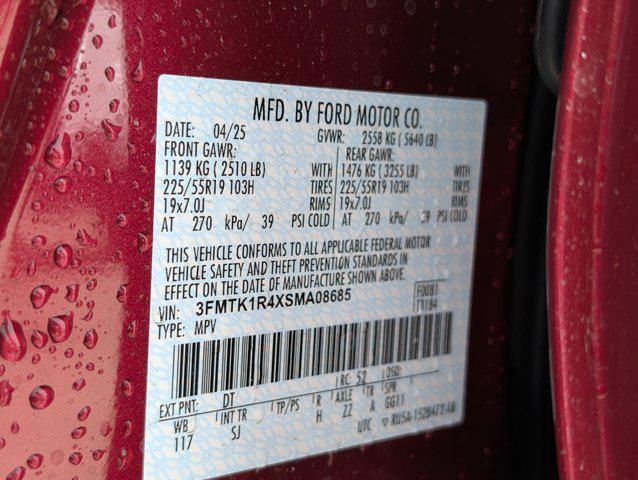 MFD. BY FORD MOTOR CO.
DATE: 04/25 GVWR: 2558 KG ( 5640 LB)
FRONT GAWR: REAR GAWR:
1139 KG ( 2510 LB) WITH 1476 KG ( 3255 LB) WITH
225/55R19 103H TIRES 225/55R19 103H TIRES
19x7.0J RIMS 19x7.0J RIMS
AT 270 kPa/ 39 PSI COLD AT 270 kPa/ 39 PSI COLD
THIS VEHICLE CONFORMS TO ALL APPLICABLE FEDERAL MOTOR
VEHICLE SAFETY AND THEFT PREVENTION STANDARDS IN
EFFECT ON THE DATE OF MANUFACTURE SHOWN ABOVE.
VIN: 3FMTK1R4XSMA08685 F0081
TYPE: MPV T1184
EXT PNT: DT RC: 52 DSO:
WB INT TR TP/PS R AXLE TR SPR
117 SJ H ZZ A GG11
UTC